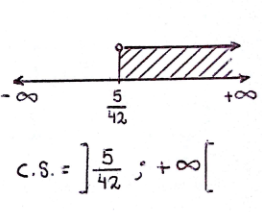 - ∞ 5/42 +∞
C.S. = ]5/42 ; +∞[